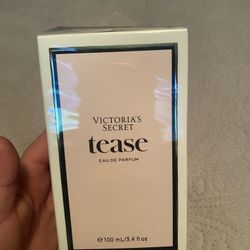 VICTORIA'S
SECRET
tease
EAU DE PARFUM
℮100 mL/3.4 fl oz